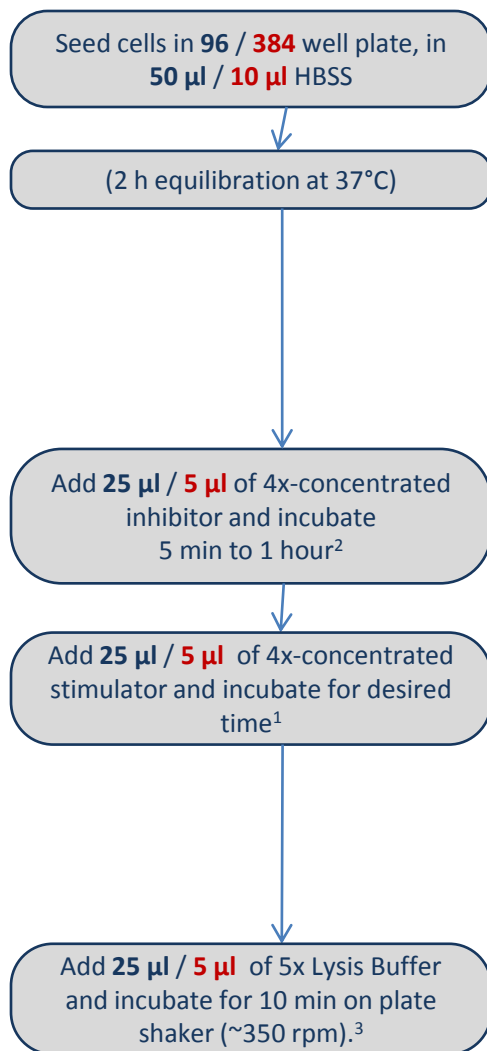 Seed cells in 96 / 384 well plate, in
50 µl / 10 µl HBSS
(2 h equilibration at 37°C)
Add 25 µl / 5 µl of 4x-concentrated
inhibitor and incubate
5 min to 1 hour²
Add 25 µl / 5 µl of 4x-concentrated
stimulator and incubate for desired
time¹
Add 25 µl / 5 µl of 5x Lysis Buffer
and incubate for 10 min on plate
shaker (~350 rpm).³